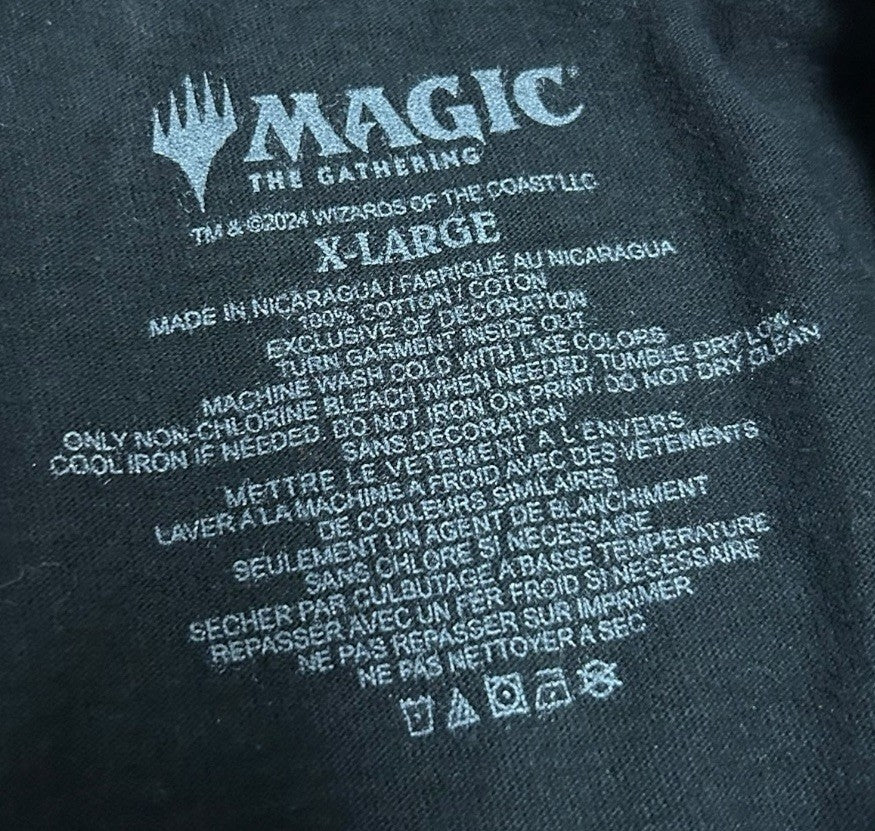 MAGIC
THE GATHERING
TM & ©2024 WIZARDS OF THE COAST LLC
X-LARGE
MADE IN NICARAGUA / FABRIQUÉ AU NICARAGUA
100% COTTON / COTON
EXCLUSIVE OF DECORATION
TURN GARMENT INSIDE OUT
MACHINE WASH COLD WITH LIKE COLORS
ONLY NON-CHLORINE BLEACH WHEN NEEDED. TUMBLE DRY LOW.
COOL IRON IF NEEDED. DO NOT IRON ON PRINT. DO NOT DRY CLEAN
SANS DECORATION
METTRE LE VETEMENT A L'ENVERS
LAVER A LA MACHINE A FROID AVEC DES VETEMENTS
DE COULEURS SIMILAIRES
SEULEMENT UN AGENT DE BLANCHIMENT
SANS CHLORE SI NECESSAIRE
SECHER PAR CULBUTAGE A BASSE TEMPERATURE
REPASSER AVEC UN FER FROID SI NECESSAIRE
NE PAS REPASSER SUR IMPRIMER
NE PAS NETTOYER A SEC